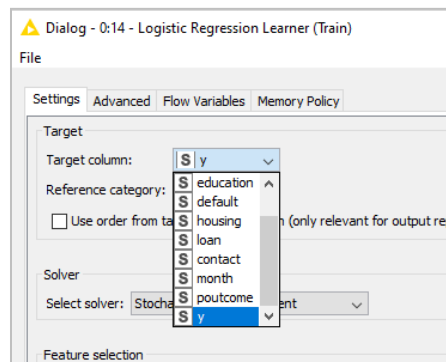 Dialog - 0:14 - Logistic Regression Learner (Train)
File
Settings Advanced Flow Variables Memory Policy
Target
Target column: S y
S education
Reference category:
S default
Use order from ta S housing n (only relevant for output re
S loan
S contact
Solver
S month
Select solver: Stocha S poutcome ent
S y
Feature selection